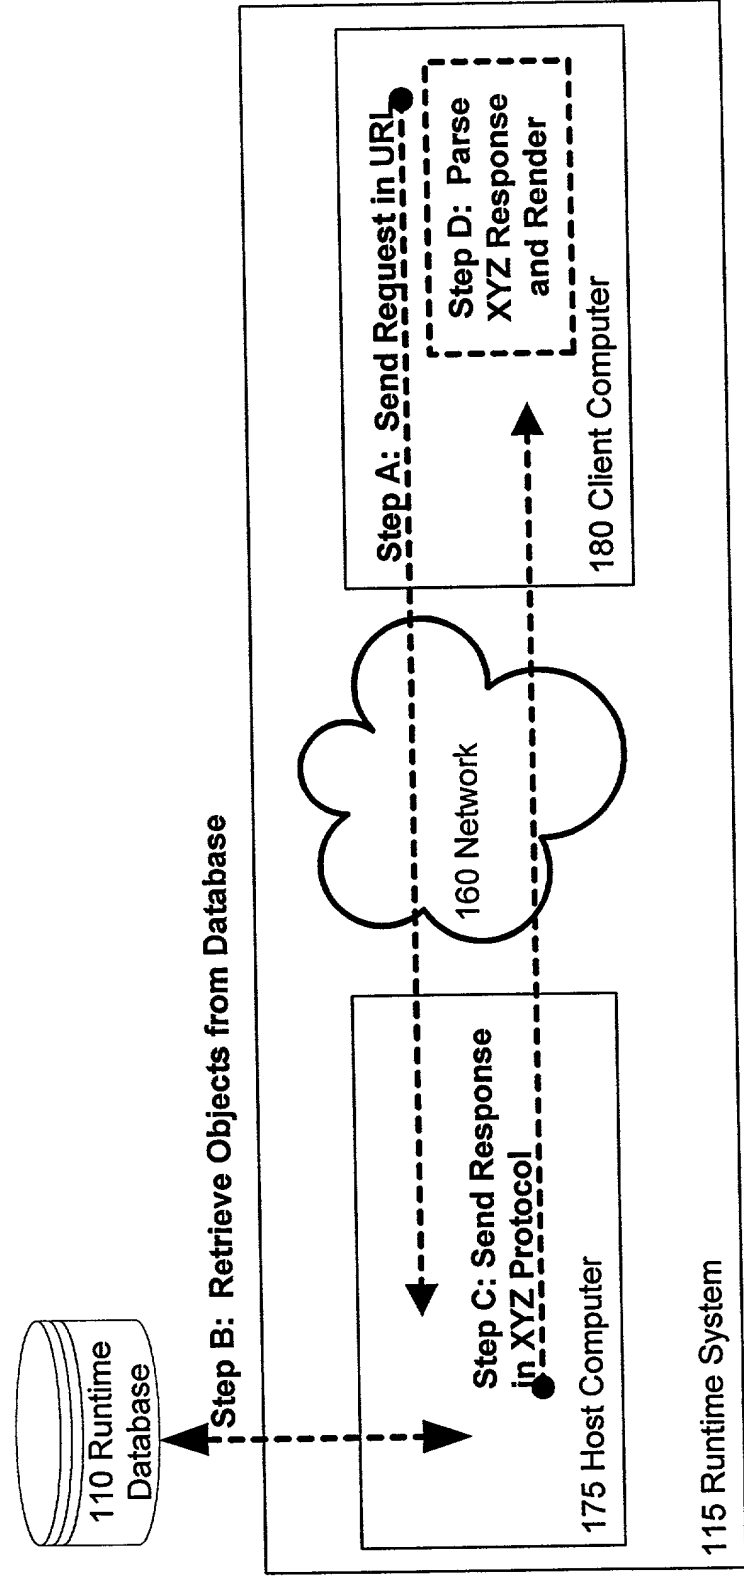 110 Runtime
Database
Step B:  Retrieve Objects from Database
Step A:  Send Request in URL
Step D:  Parse
XYZ Response
and Render
180 Client Computer
160 Network
Step C: Send Response
in XYZ Protocol
175 Host Computer
115 Runtime System